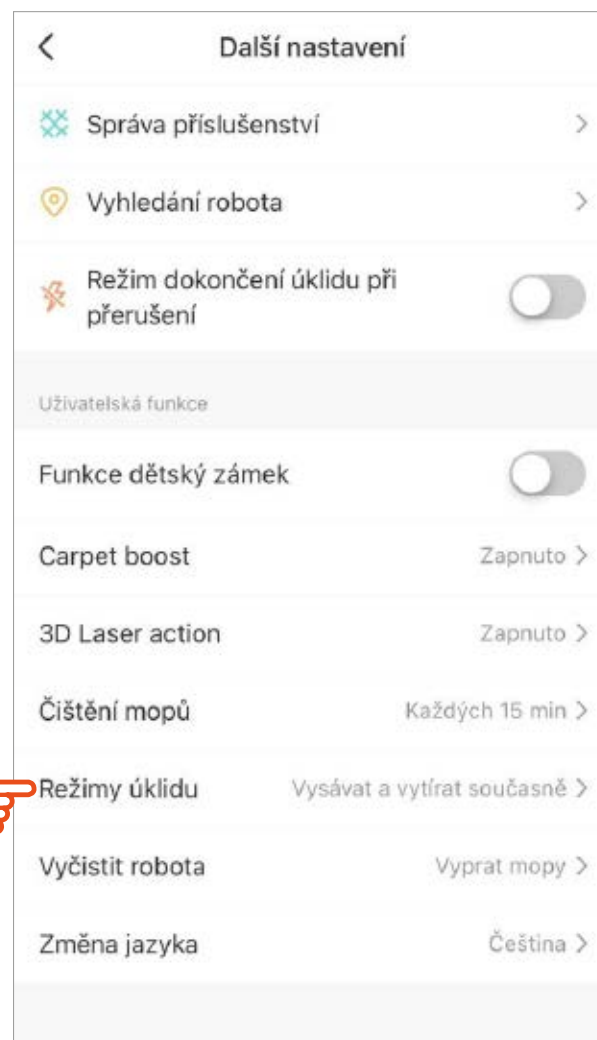 Další nastavení
Správa příslušenství
Vyhledání robota
Režim dokončení úklidu při
přerušení
Uživatelská funkce
Funkce dětský zámek
Carpet boost Zapnuto
3D Laser action Zapnuto
Čištění mopů Každých 15 min
Režimy úklidu Vysávat a vytírat současně
Vyčistit robota Vyprat mopy
Změna jazyka Čeština